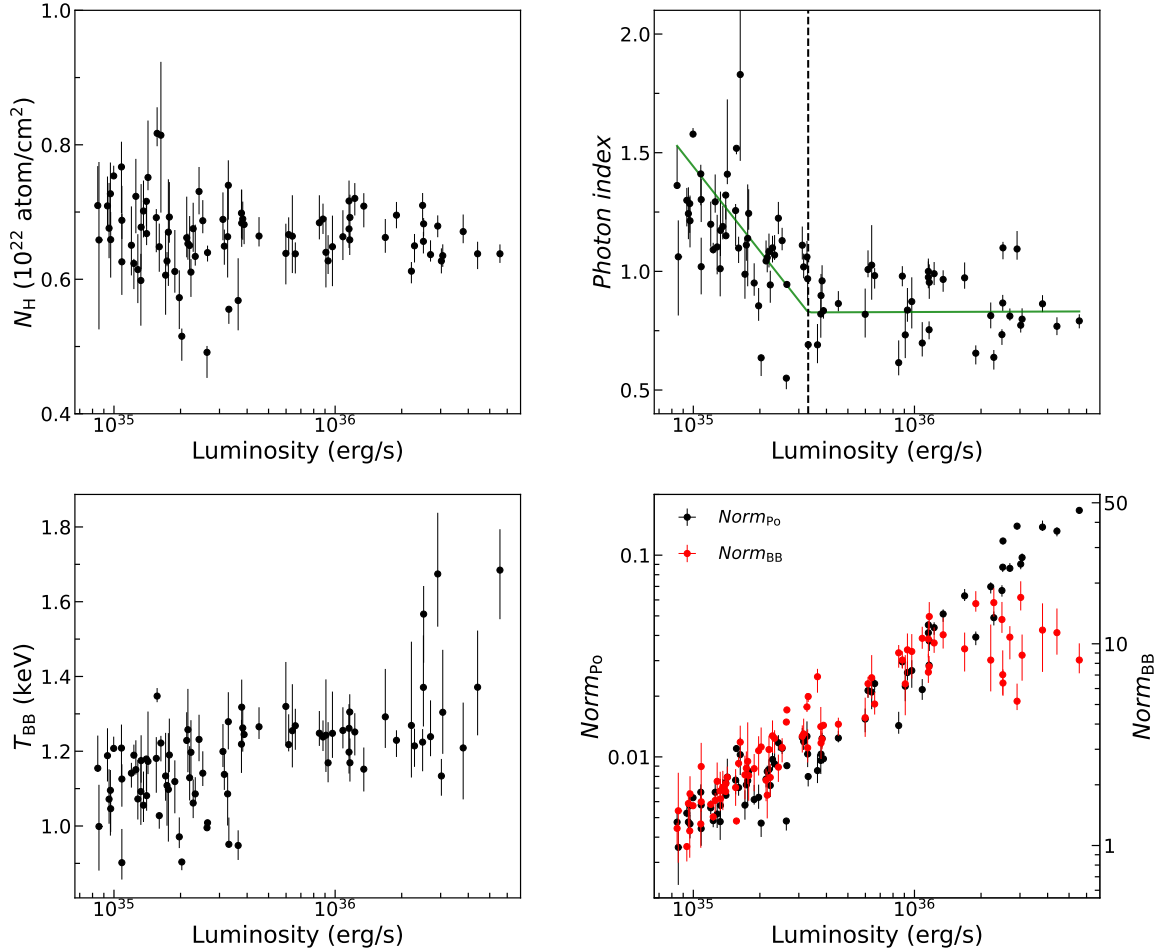 1.0
0.8
0.6
0.4
N_H (10^22 atom/cm^2)
10^35
10^36
Luminosity (erg/s)
2.0
1.5
1.0
0.5
Photon index
10^35
10^36
Luminosity (erg/s)
1.8
1.6
1.4
1.2
1.0
T_BB (keV)
10^35
10^36
Luminosity (erg/s)
Norm_Po
Norm_BB
0.1
0.01
Norm_Po
50
10
1
Norm_BB
10^35
10^36
Luminosity (erg/s)